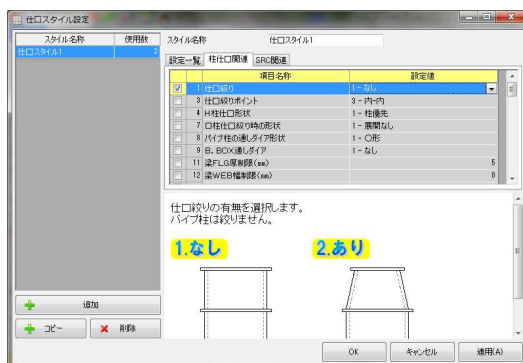 仕口スタイル設定
スタイル名称 使用数
仕口スタイル1 2
スタイル名称 仕口スタイル1
設定一覧 柱仕口関連 SRC関連
項目名称 設定値
1 仕口絞り 1 - なし
3 仕口絞りポイント 3 - 内-内
4 H柱仕口形状 1 - 柱優先
7 ロ柱仕口絞り時の形状 1 - 展開なし
8 パイプ柱の通しダイア形状 1 - 〇形
9 B.BOX通しダイア 1 - なし
11 梁FLG厚制限(mm) 5
12 梁WEB幅制限(mm) 0
仕口絞りの有無を選択します。
パイプ柱は絞りません。
1.なし 2.あり
追加
コピー 削除
OK キャンセル 適用(A)